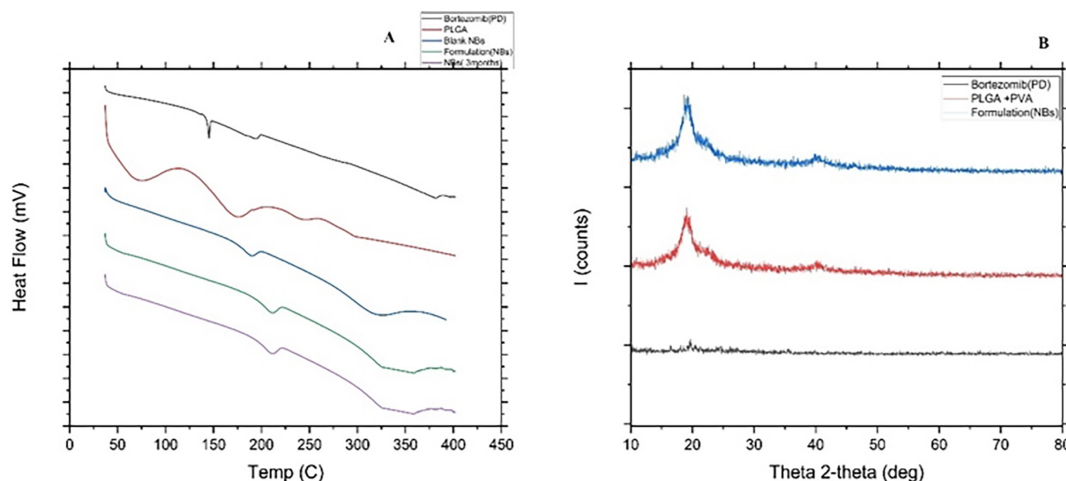 A
Bortezomib(PD)
PLGA
Blank NBs
Formulation(NBs)
NBs( 3months)
Heat Flow (mV)
0 50 100 150 200 250 300 350 400 450
Temp (C)
B
Bortezomib(PD)
PLGA +PVA
Formulation(NBs)
I (counts)
10 20 30 40 50 60 70 80
Theta 2-theta (deg)